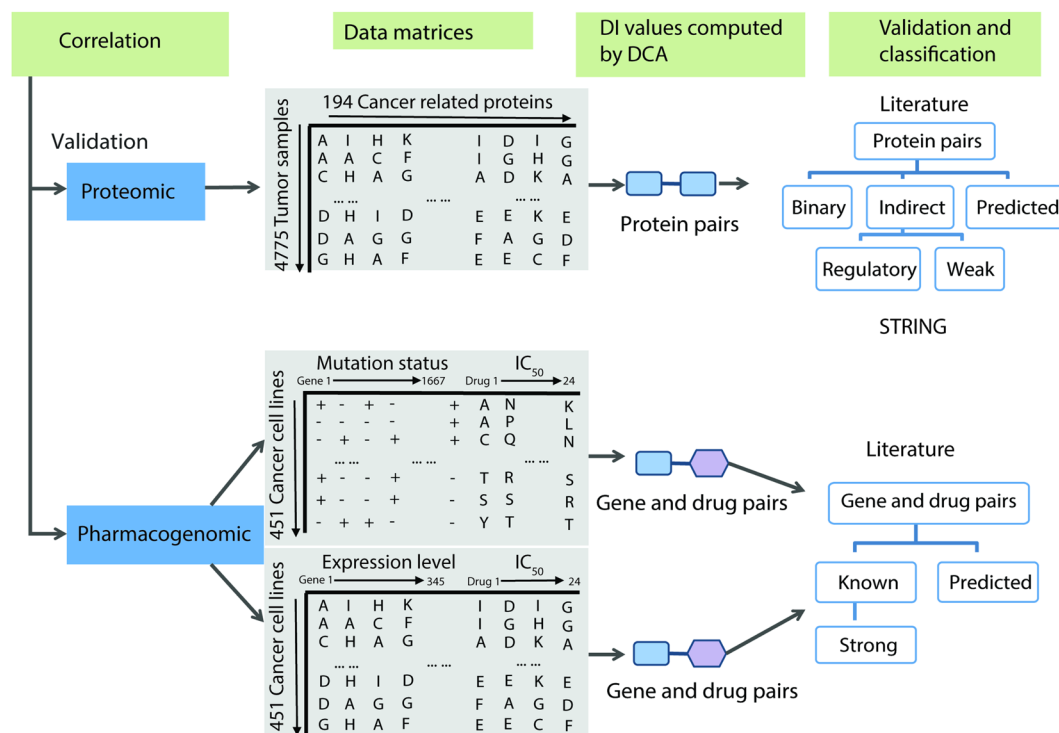 Correlation
Data matrices
DI values computed
by DCA
Validation and
classification
Validation
Proteomic
4775 Tumor samples
194 Cancer related proteins
A I H K I D I G
A A C F I G H G
C H A G A D K A
... ... ... ... ... ...
D H I D E E K E
D A G G F A G D
G H A F E E C F
Protein pairs
Literature
Protein pairs
Binary
Indirect
Predicted
Regulatory
Weak
STRING
Pharmacogenomic
451 Cancer cell lines
Mutation status IC50
Gene 1 1667 Drug 1 24
+ - + - + A N K
- - - - + A P L
- + - + + C Q N
... ... ... ... ... ...
+ - - + - T R S
+ - - + - S S R
- + + - - Y T T
Gene and drug pairs
451 Cancer cell lines
Expression level IC50
Gene 1 345 Drug 1 24
A I H K I D I G
A A C F I G H G
C H A G A D K A
... ... ... ... ... ...
D H I D E E K E
D A G G F A G D
G H A F E E C F
Gene and drug pairs
Literature
Gene and drug pairs
Known
Predicted
Strong